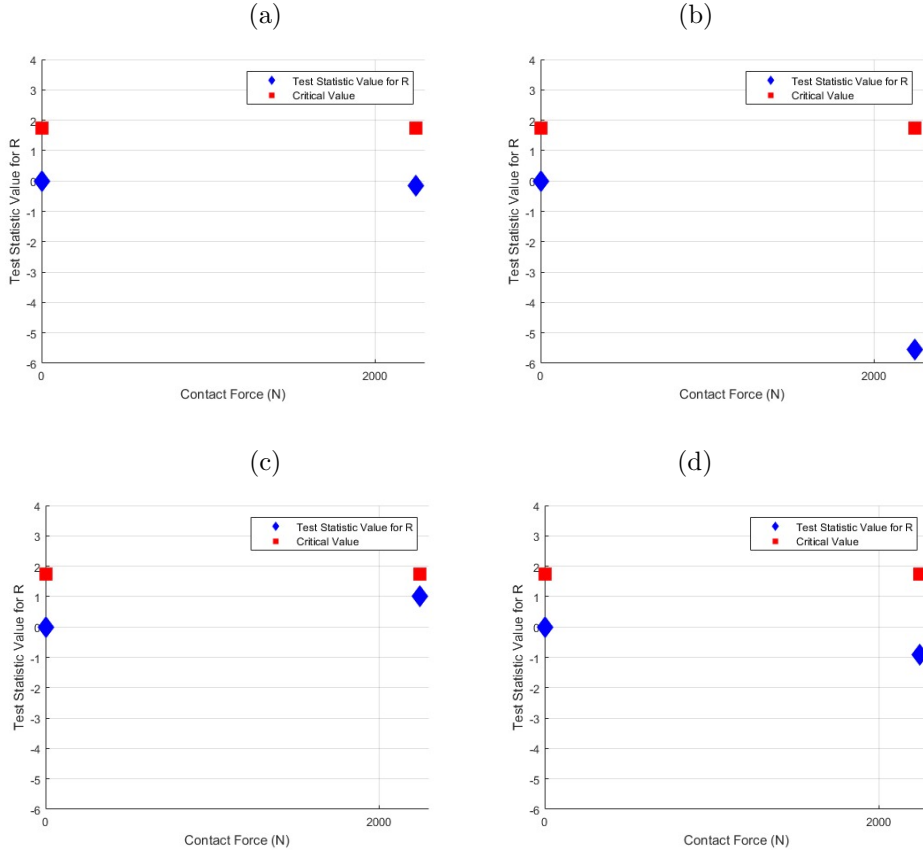 (a)
Test Statistic Value for R
Critical Value
4
3
2
1
0
-1
-2
-3
-4
-5
-6
Test Statistic Value for R
0
2000
Contact Force (N)
(b)
Test Statistic Value for R
Critical Value
4
3
2
1
0
-1
-2
-3
-4
-5
-6
Test Statistic Value for R
0
2000
Contact Force (N)
(c)
Test Statistic Value for R
Critical Value
4
3
2
1
0
-1
-2
-3
-4
-5
-6
Test Statistic Value for R
0
2000
Contact Force (N)
(d)
Test Statistic Value for R
Critical Value
4
3
2
1
0
-1
-2
-3
-4
-5
-6
Test Statistic Value for R
0
2000
Contact Force (N)